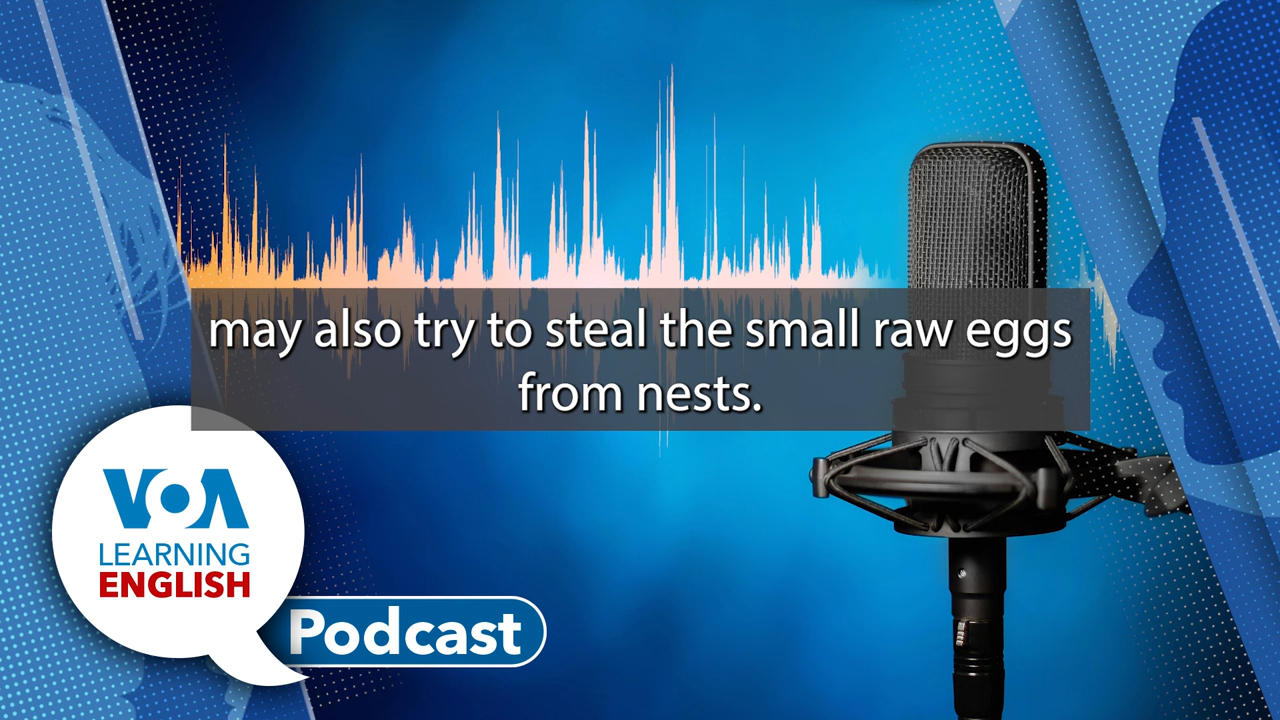 may also try to steal the small raw eggs
from nests.
VOA
LEARNING
ENGLISH
Podcast